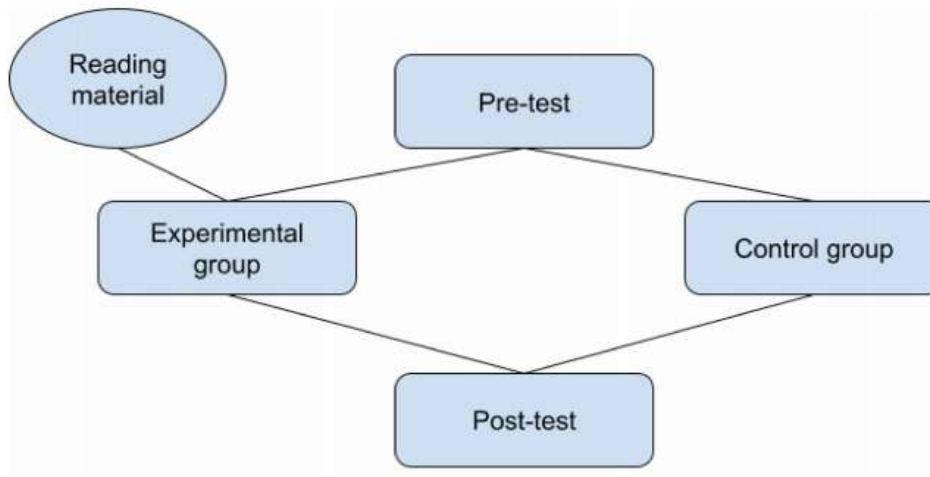 Reading
material
Pre-test
Experimental
group
Control group
Post-test